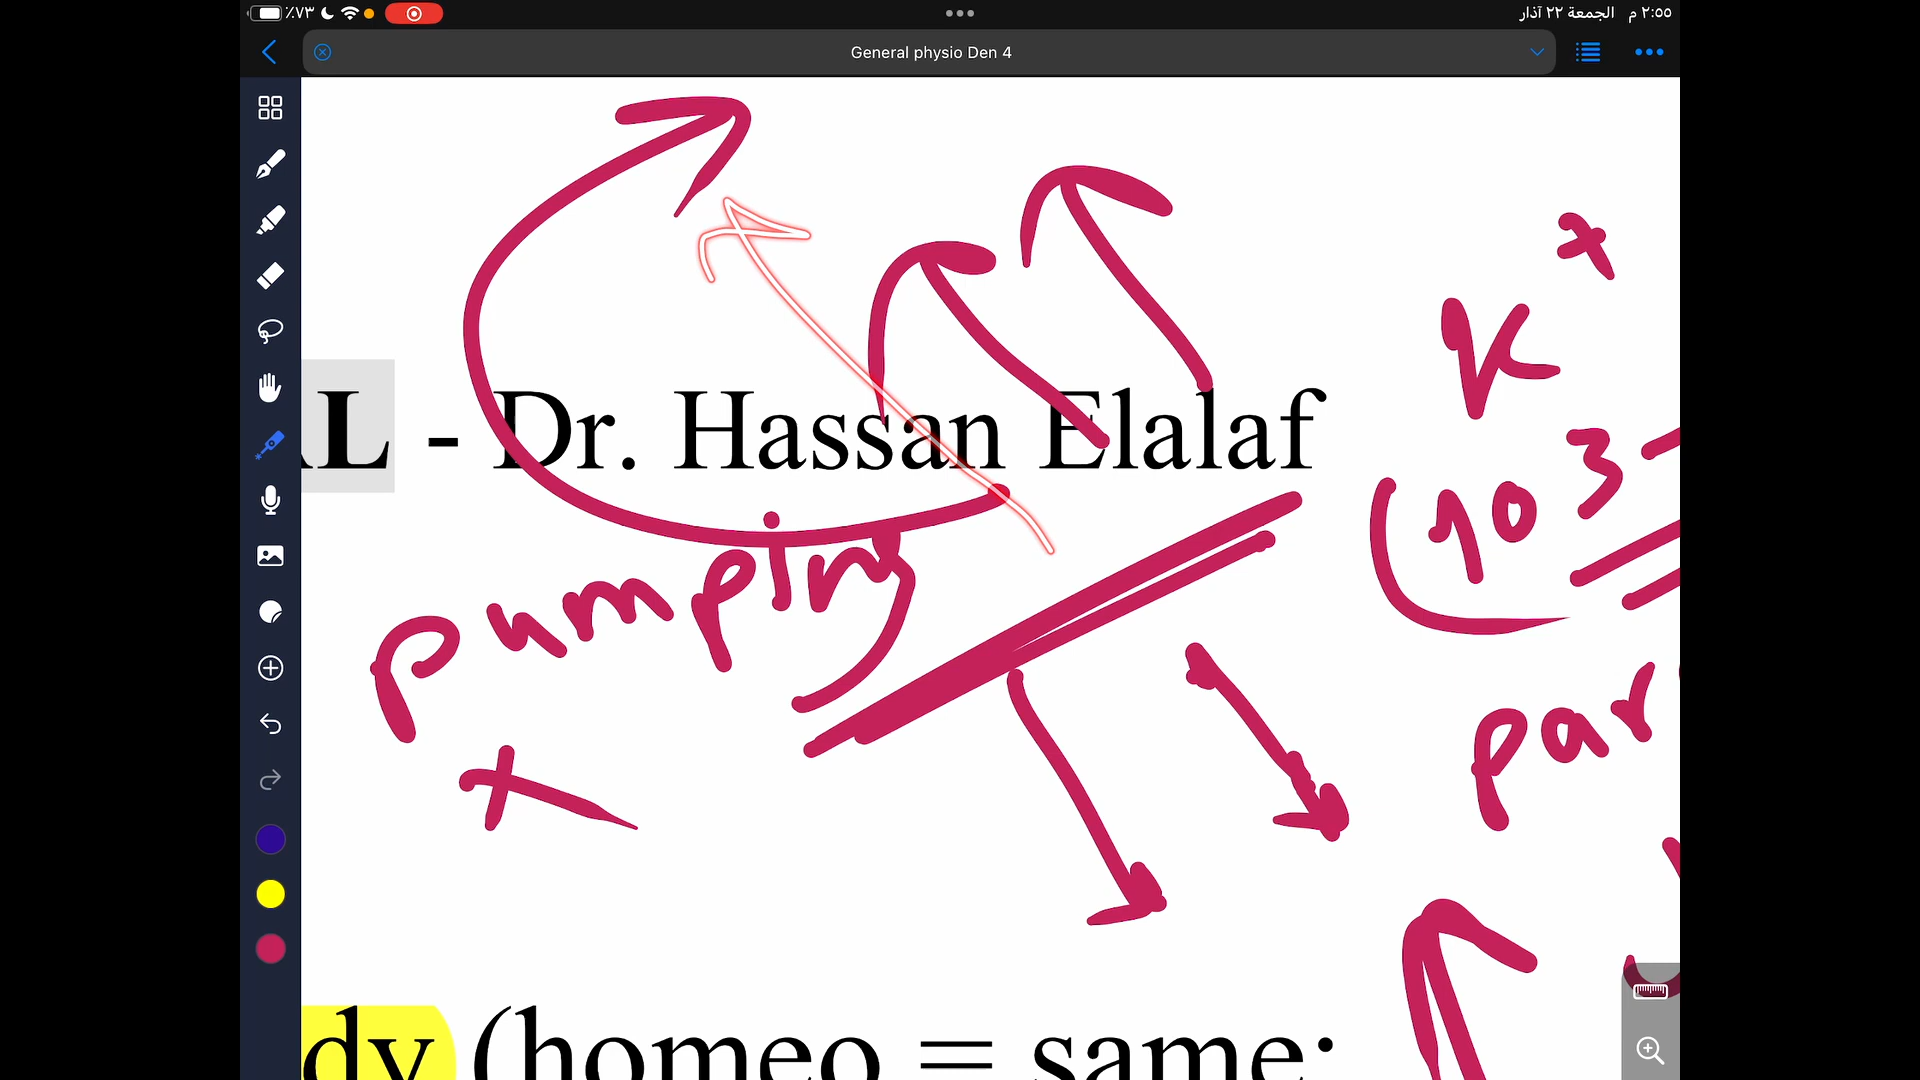 ٪٧٣ ٢:٥٥ م الجمعة ٢٢ آذار
General physio Den 4
K +
L - Dr. Hassan Elalaf
(103
pumping
par
+
dy (homeo = same;